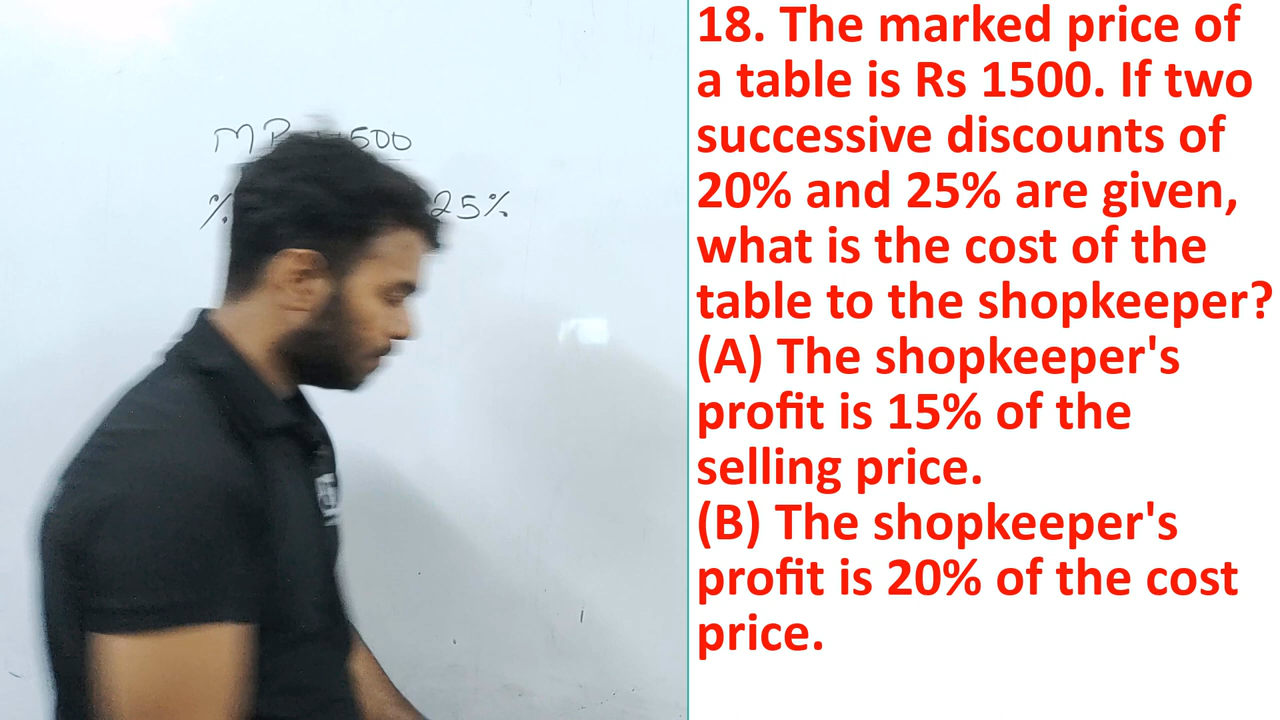 MP 1500
% 25%
18. The marked price of
a table is Rs 1500. If two
successive discounts of
20% and 25% are given,
what is the cost of the
table to the shopkeeper?
(A) The shopkeeper's
profit is 15% of the
selling price.
(B) The shopkeeper's
profit is 20% of the cost
price.